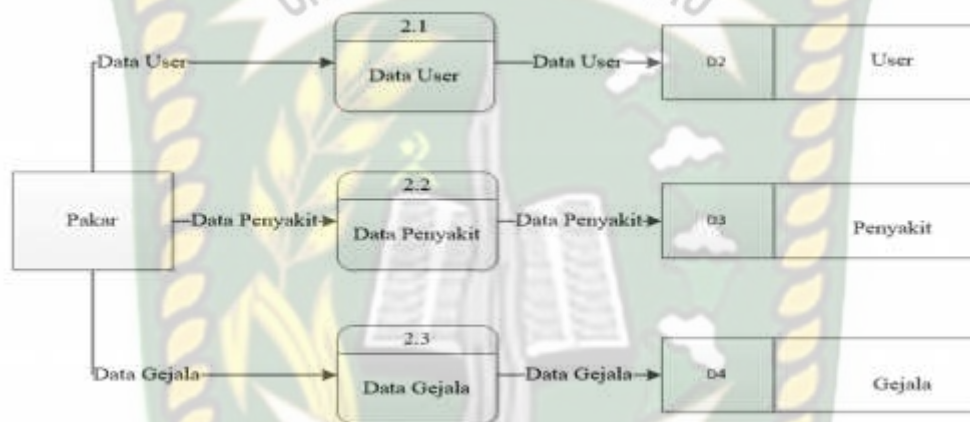 2.1
Data User
Data User
Data User
D2
User
Pakar
Data Penyakit
2.2
Data Penyakit
Data Penyakit
D3
Penyakit
Data Gejala
2.3
Data Gejala
Data Gejala
D4
Gejala